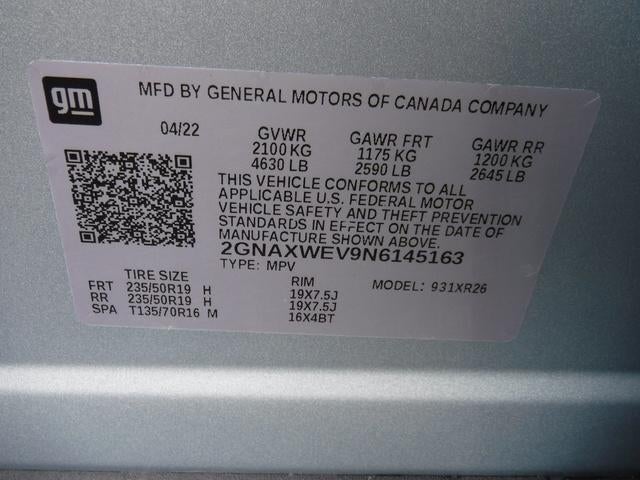 gm
MFD BY GENERAL MOTORS OF CANADA COMPANY
04/22 GVWR GAWR FRT GAWR RR
2100 KG 1175 KG 1200 KG
4630 LB 2590 LB 2645 LB
THIS VEHICLE CONFORMS TO ALL
APPLICABLE U.S. FEDERAL MOTOR
VEHICLE SAFETY AND THEFT PREVENTION
STANDARDS IN EFFECT ON THE DATE OF
MANUFACTURE SHOWN ABOVE.
2GNAXWEV9N6145163
TYPE: MPV
TIRE SIZE RIM MODEL: 931XR26
FRT 235/50R19 H 19X7.5J
RR 235/50R19 H 19X7.5J
SPA T135/70R16 M 16X4BT